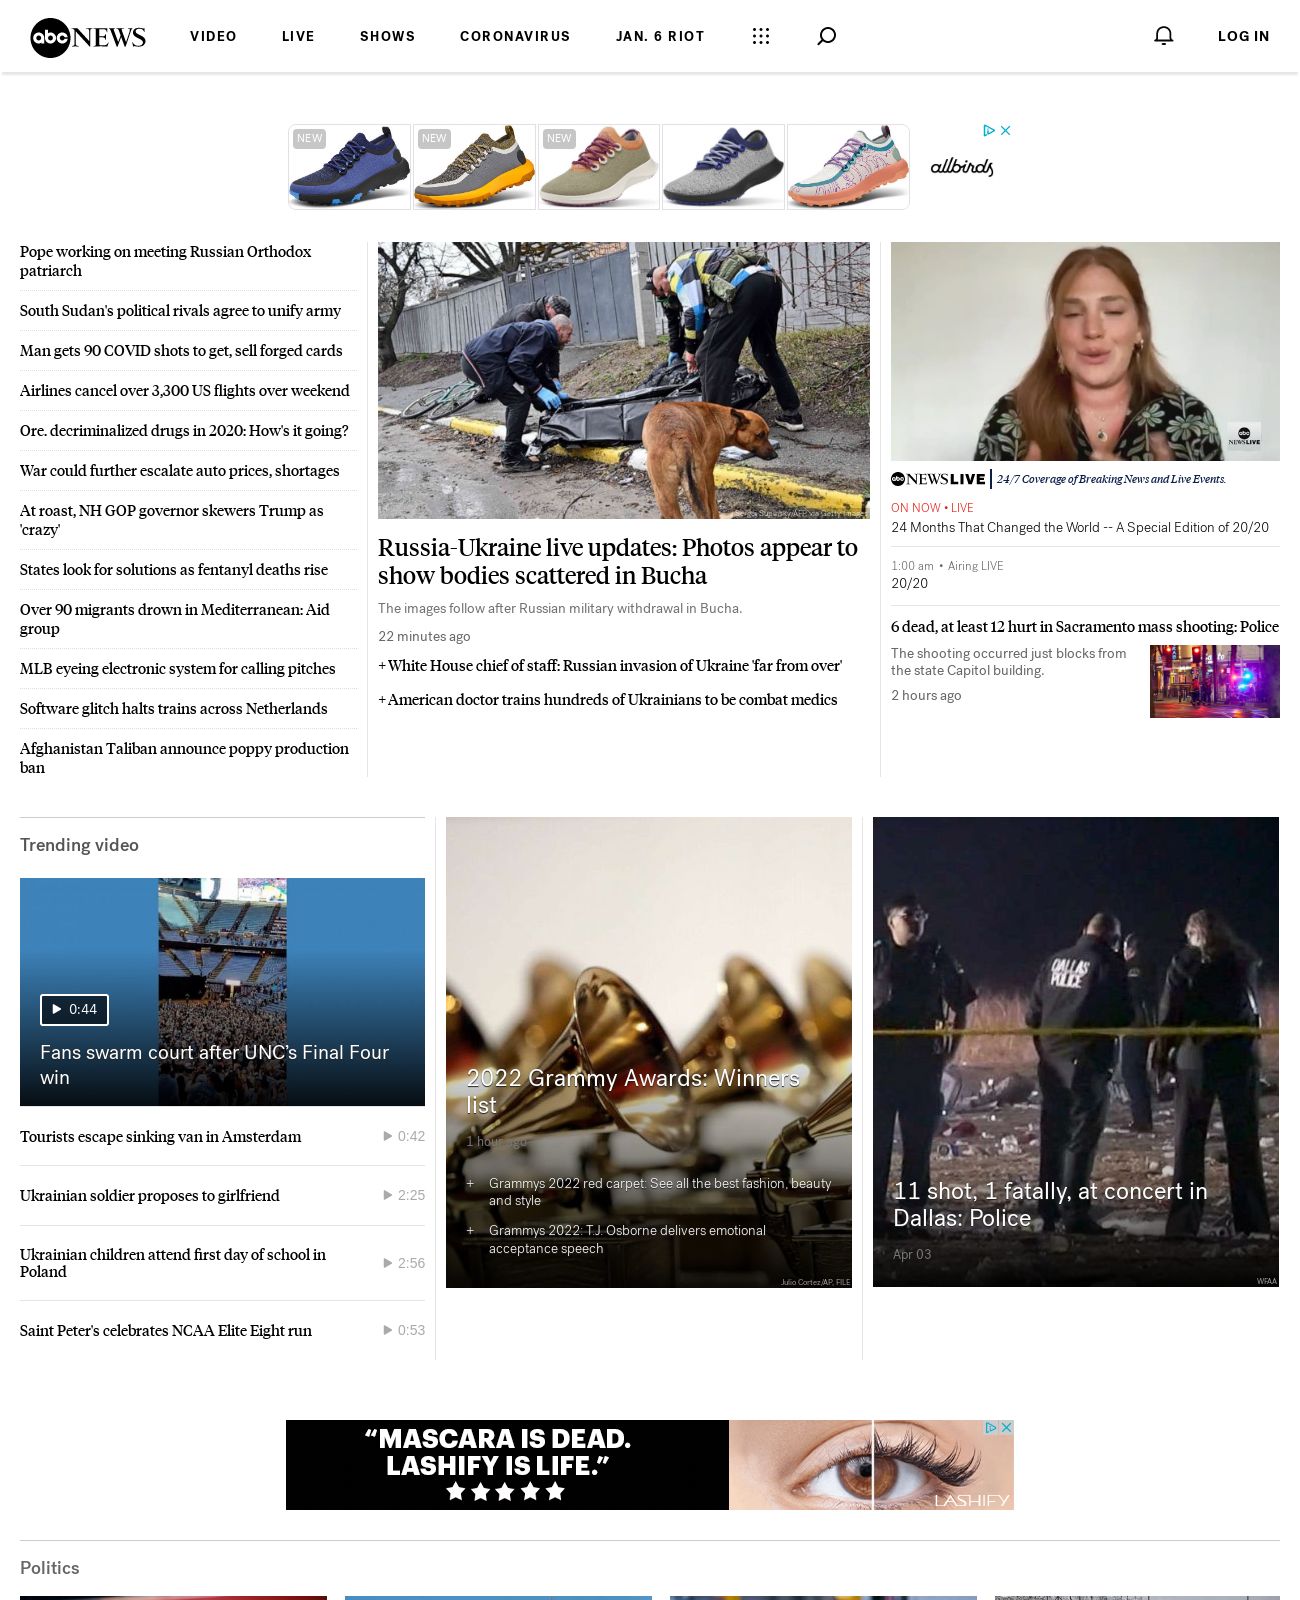 abc NEWS
VIDEO
LIVE
SHOWS
CORONAVIRUS
JAN. 6 RIOT
LOG IN
NEW
NEW
NEW
allbirds
Pope working on meeting Russian Orthodox
patriarch
South Sudan's political rivals agree to unify army
Man gets 90 COVID shots to get, sell forged cards
Airlines cancel over 3,300 US flights over weekend
Ore. decriminalized drugs in 2020: How's it going?
War could further escalate auto prices, shortages
At roast, NH GOP governor skewers Trump as
'crazy'
States look for solutions as fentanyl deaths rise
Over 90 migrants drown in Mediterranean: Aid
group
MLB eyeing electronic system for calling pitches
Software glitch halts trains across Netherlands
Afghanistan Taliban announce poppy production
ban
Sergei Supinsky/AFP via Getty Images
Russia-Ukraine live updates: Photos appear to
show bodies scattered in Bucha
The images follow after Russian military withdrawal in Bucha.
22 minutes ago
+ White House chief of staff: Russian invasion of Ukraine 'far from over'
+ American doctor trains hundreds of Ukrainians to be combat medics
abc
NEWS LIVE
abc NEWS LIVE
24/7 Coverage of Breaking News and Live Events.
ON NOW • LIVE
24 Months That Changed the World -- A Special Edition of 20/20
1:00 am • Airing LIVE
20/20
6 dead, at least 12 hurt in Sacramento mass shooting: Police
The shooting occurred just blocks from
the state Capitol building.
2 hours ago
Trending video
0:44
Fans swarm court after UNC's Final Four
win
Tourists escape sinking van in Amsterdam
0:42
Ukrainian soldier proposes to girlfriend
2:25
Ukrainian children attend first day of school in
Poland
2:56
Saint Peter's celebrates NCAA Elite Eight run
0:53
2022 Grammy Awards: Winners
list
1 hour ago
+ Grammys 2022 red carpet: See all the best fashion, beauty
and style
+ Grammys 2022: T.J. Osborne delivers emotional
acceptance speech
Julio Cortez/AP, FILE
DALLAS
POLICE
11 shot, 1 fatally, at concert in
Dallas: Police
Apr 03
WFAA
“MASCARA IS DEAD.
LASHIFY IS LIFE.”
LASHIFY
Politics